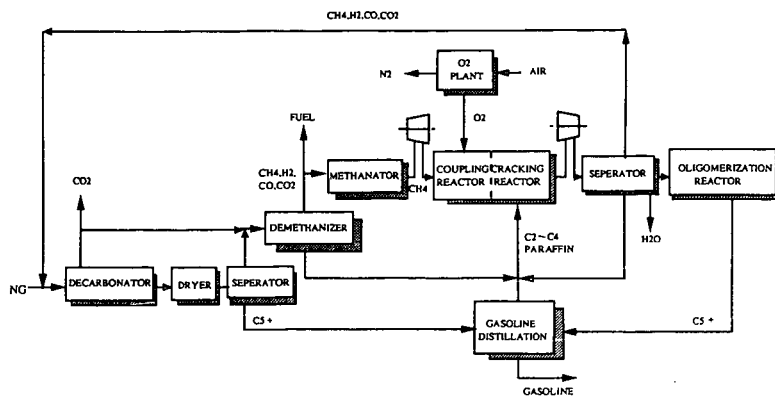 CH4,H2,CO,CO2
N2
O2
PLANT
AIR
FUEL
O2
CH4,H2,
CO,CO2
METHANATOR
CH4
COUPLING
REACTOR
CRACKING
REACTOR
SEPERATOR
OLIGOMERIZATION
REACTOR
CO2
DEMETHANIZER
C2~C4
PARAFFIN
H2O
NG
DECARBONATOR
DRYER
SEPERATOR
C5 +
GASOLINE
DISTILLATION
C5 +
GASOLINE